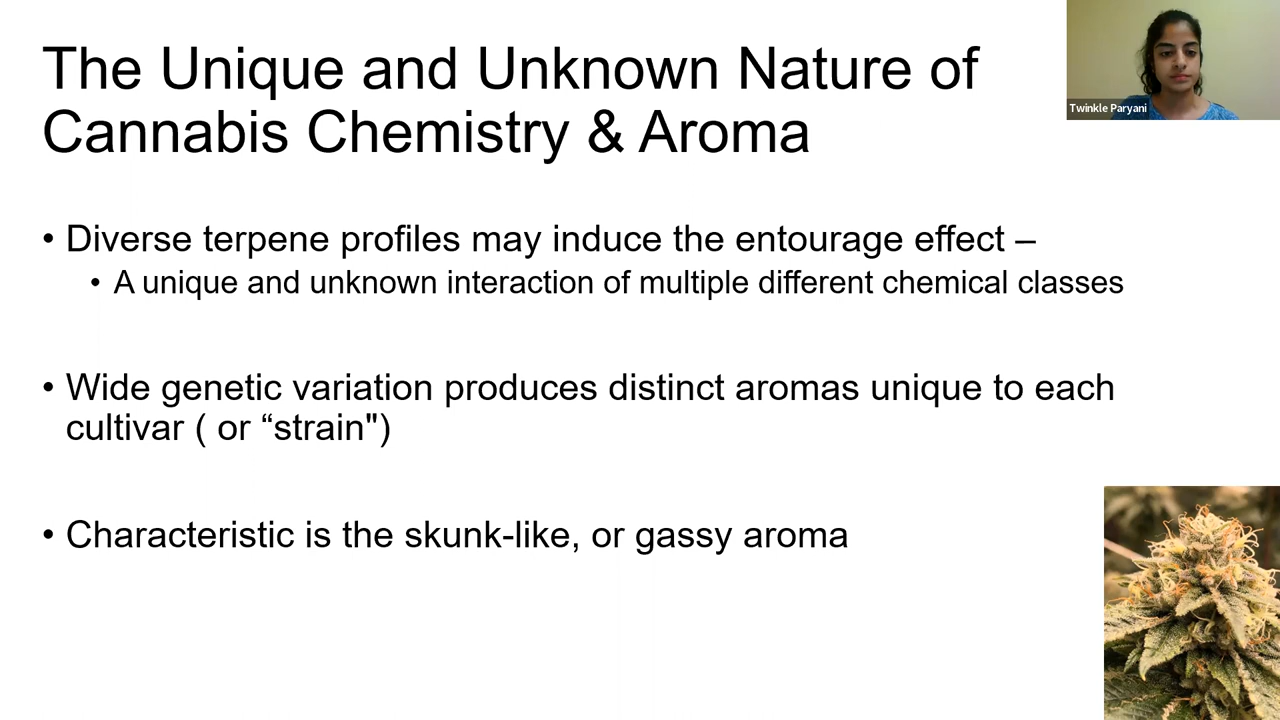 The Unique and Unknown Nature of
Cannabis Chemistry & Aroma
Twinkle Paryani
• Diverse terpene profiles may induce the entourage effect –
• A unique and unknown interaction of multiple different chemical classes
• Wide genetic variation produces distinct aromas unique to each
cultivar ( or “strain")
• Characteristic is the skunk-like, or gassy aroma